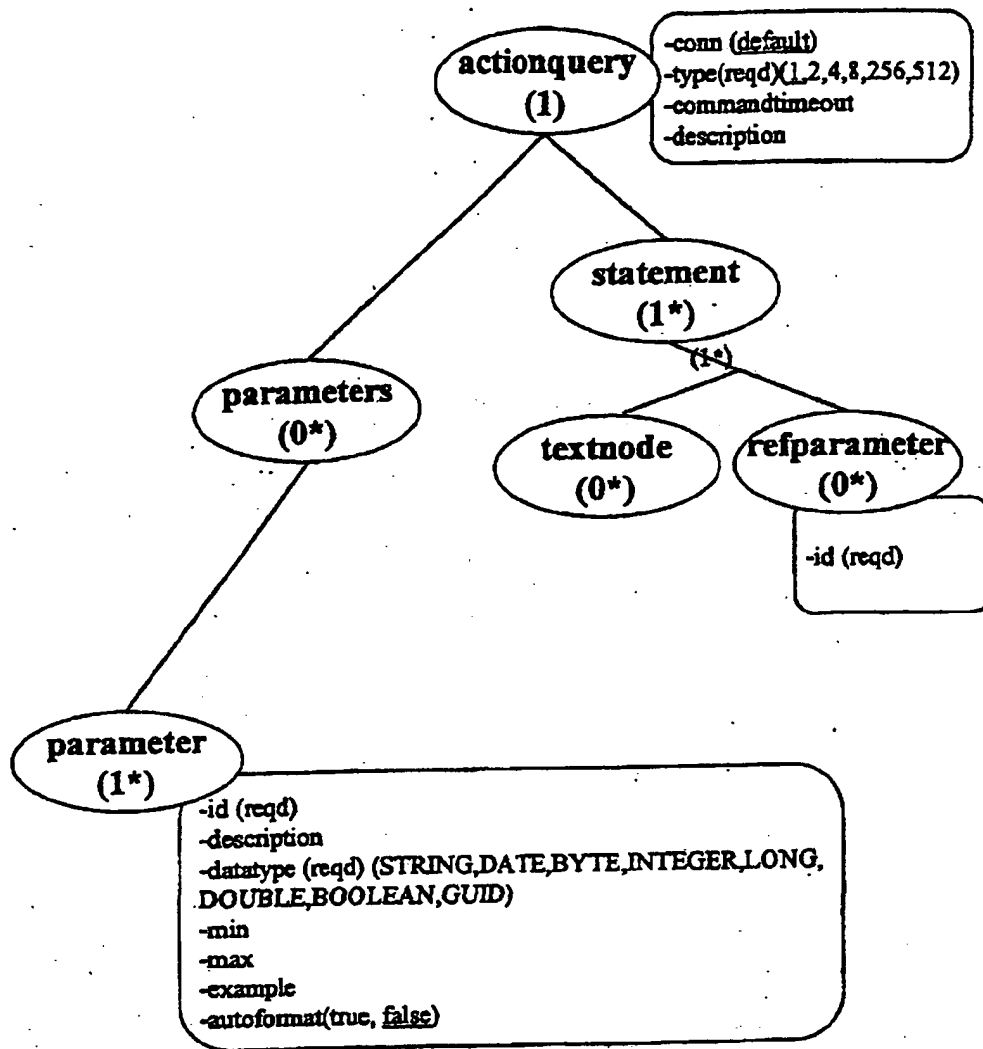 actionquery
(1)
-conn (default)
-type(reqd)(1,2,4,8,256,512)
-commandtimeout
-description
statement
(1*)
(1*)
parameters
(0*)
textnode
(0*)
refparameter
(0*)
-id (reqd)
parameter
(1*)
-id (reqd)
-description
-datatype (reqd) (STRING,DATE,BYTE,INTEGER,LONG,
DOUBLE,BOOLEAN,GUID)
-min
-max
-example
-autoformat(true, false)